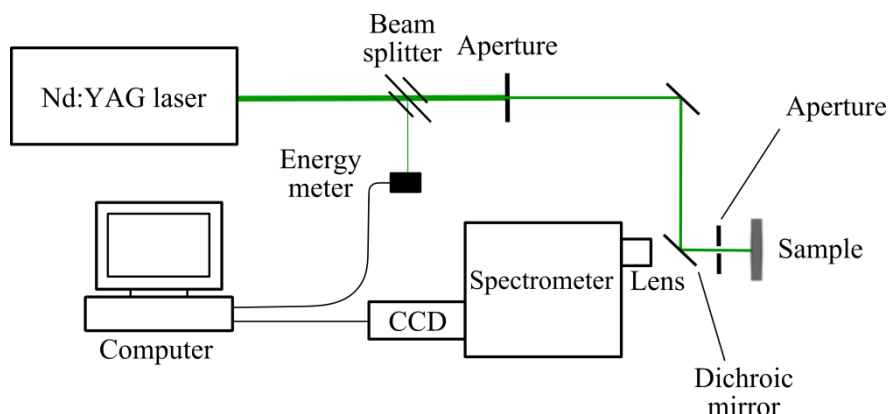 Beam
splitter
Aperture
Nd:YAG laser
Aperture
Energy
meter
Sample
Spectrometer
Lens
CCD
Computer
Dichroic
mirror